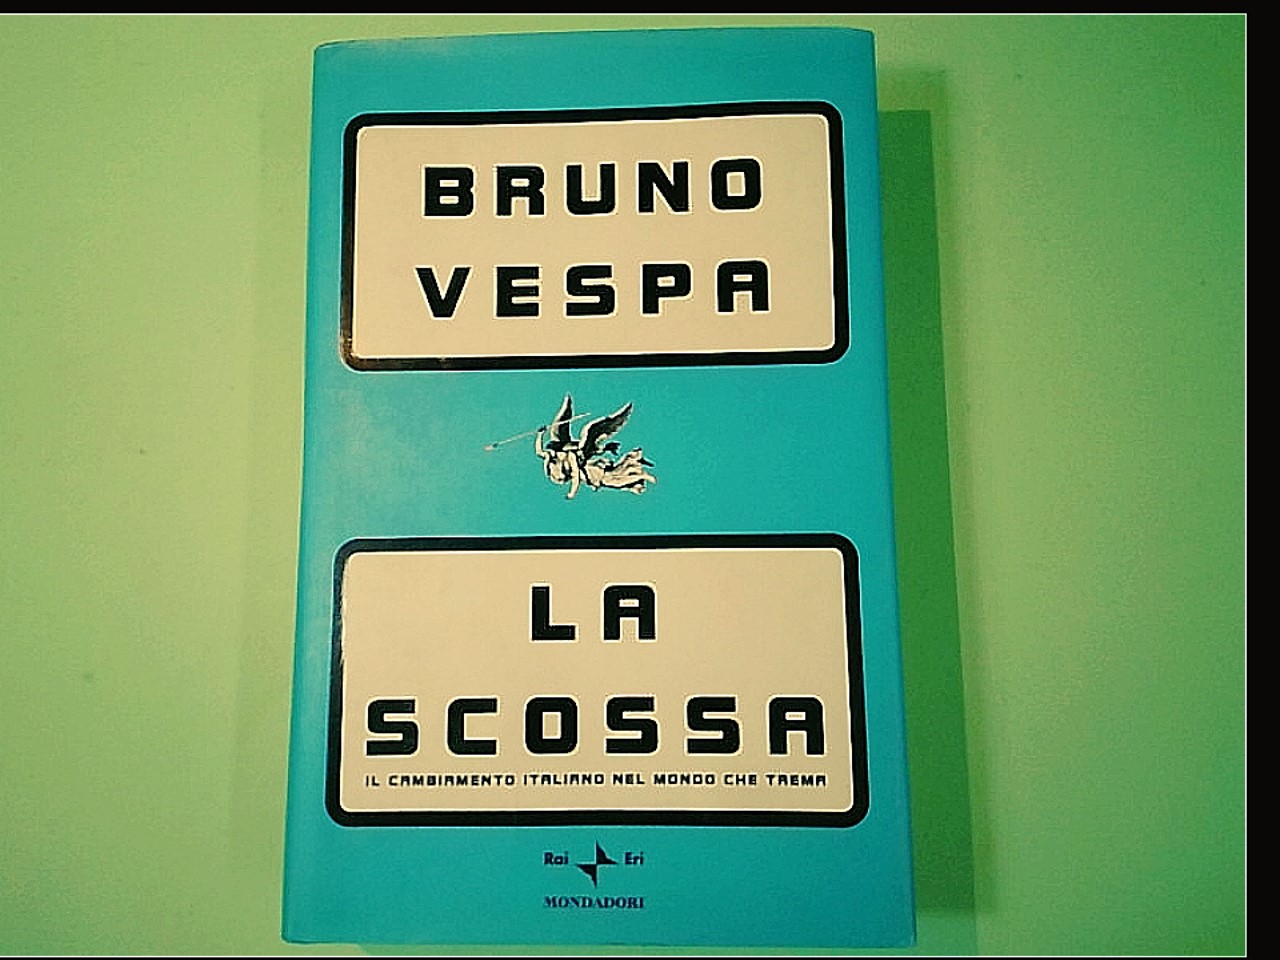 BRUNO
VESPA
LA
SCOSSA
IL CAMBIAMENTO ITALIANO NEL MONDO CHE TREMA
Rai Eri
MONDADORI